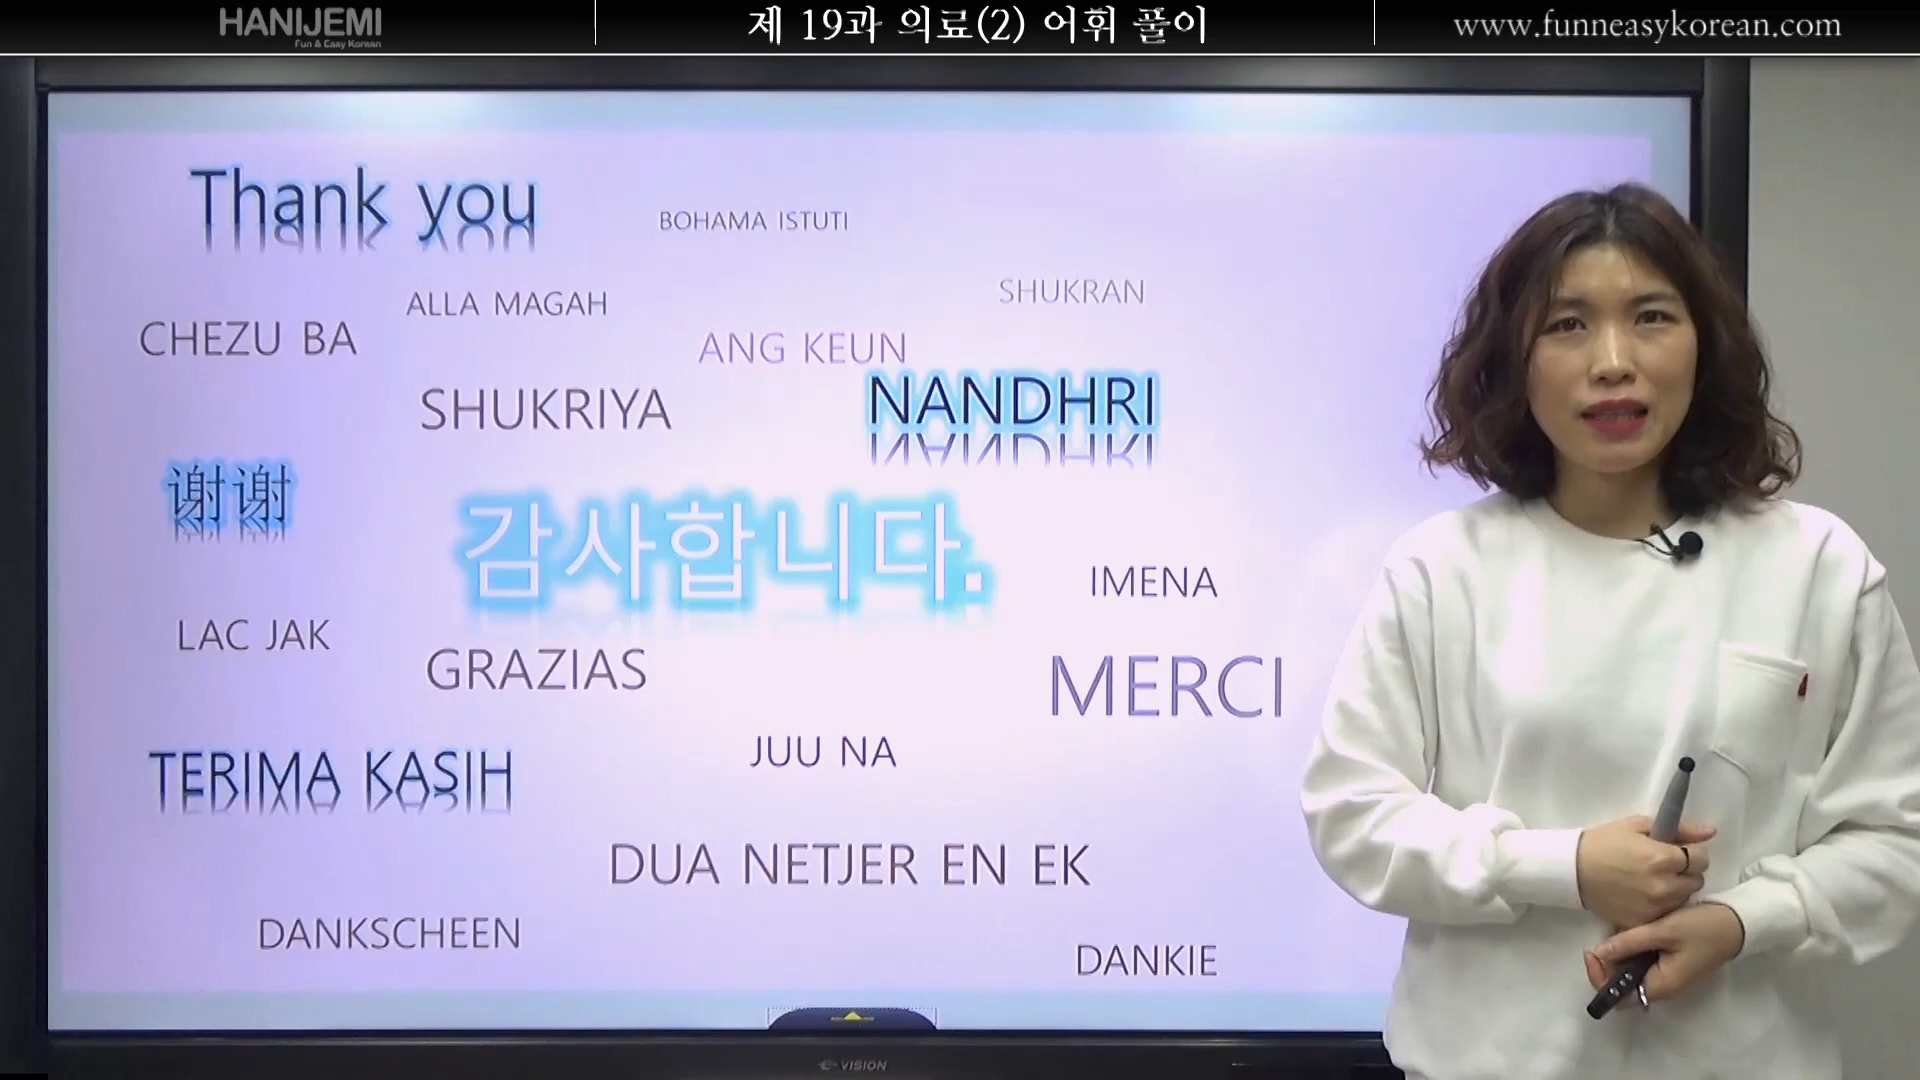 HANIJEMI
Fun & Easy Korean
제 19과 의료(2) 어휘 풀이
www.funneasykorean.com
Thank you
BOHAMA ISTUTI
ALLA MAGAH
SHUKRAN
CHEZU BA
ANG KEUN
SHUKRIYA
NANDHRI
谢谢
감사합니다.
IMENA
LAC JAK
GRAZIAS
MERCI
JUU NA
TERIMA KASIH
DUA NETJER EN EK
DANKSCHEEN
DANKIE
e-VISION